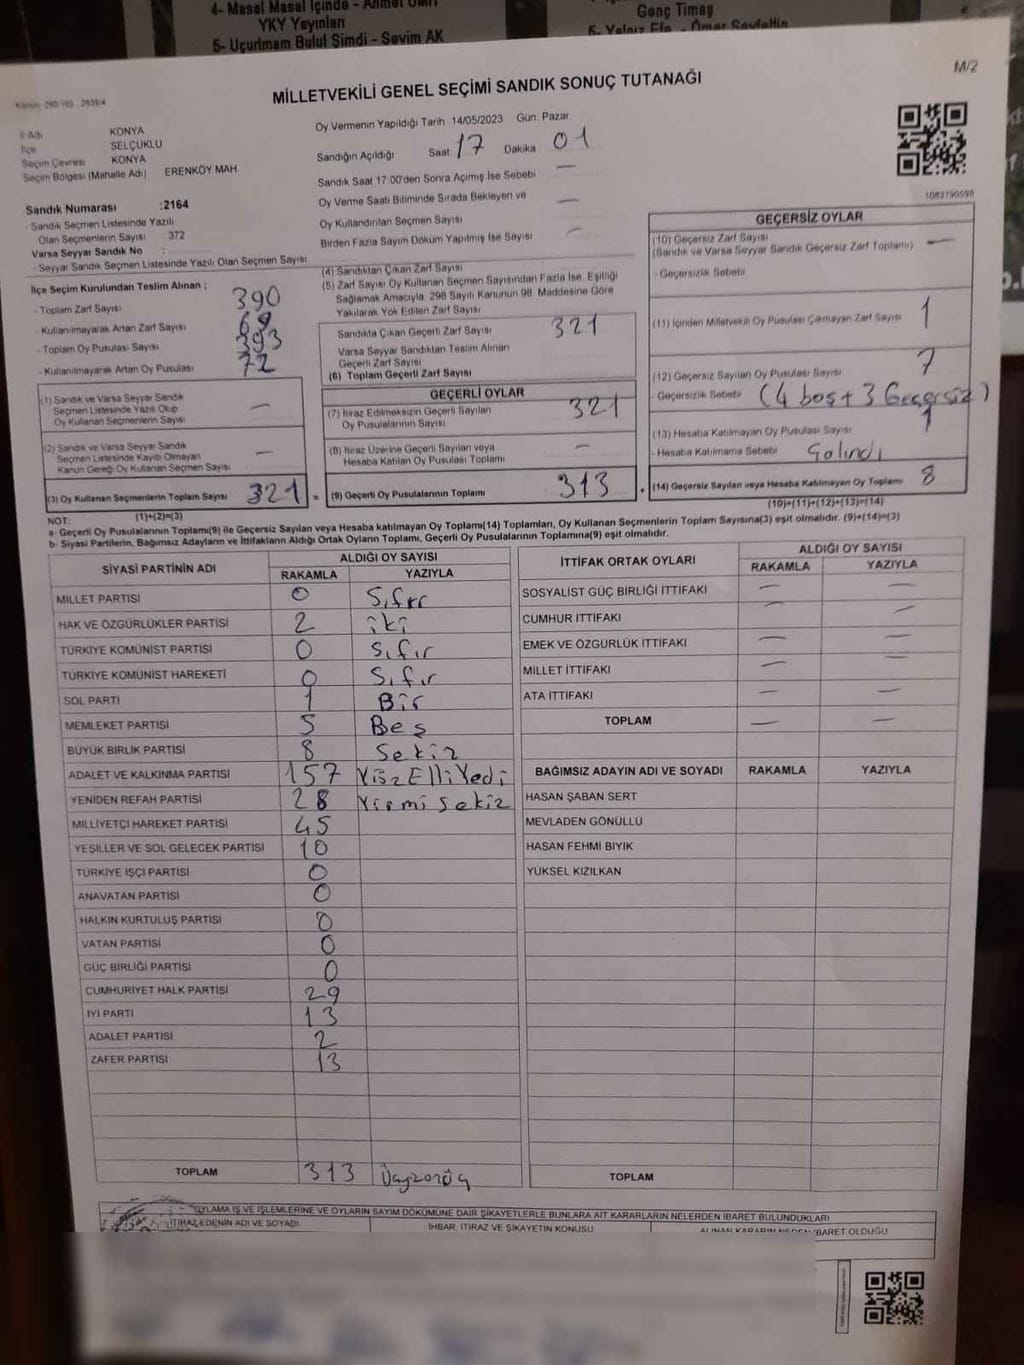 4- Masal Masal İçinde - Ahmet Ümit
YKY Yayınları
5- Uçurtmam Bulut Şimdi - Sevim AK
Genç Timaş
5- Yalnız Efe - Ömer Seyfettin
M/2
MİLLETVEKİLİ GENEL SEÇİMİ SANDIK SONUÇ TUTANAĞI
İl Adı KONYA
İlçe SELÇUKLU
Seçim Çevresi KONYA
Seçim Bölgesi (Mahalle Adı) ERENKÖY MAH
Oy Vermenin Yapıldığı Tarih 14/05/2023 Gün. Pazar
Sandığın Açıldığı Saat 17 Dakika 01
Sandık Saat 17:00'den Sonra Açımış İse Sebebi —
Oy Verme Saati Bitiminde Sırada Bekleyen ve
Oy Kullandırılan Seçmen Sayısı —
Birden Fazla Sayım Döküm Yapılmış İse Sayısı —
1083790598
Sandık Numarası :2164
- Sandık Seçmen Listesinde Yazılı
Olan Seçmenlerin Sayısı 372
Varsa Seyyar Sandık No :
- Seyyar Sandık Seçmen Listesinde Yazılı Olan Seçmen Sayısı
İlçe Seçim Kurulundan Teslim Alınan ;
- Toplam Zarf Sayısı 390
- Kullanılmayarak Artan Zarf Sayısı 69
- Toplam Oy Pusulası Sayısı 393
- Kullanılmayarak Artan Oy Pusulası 72
(4) Sandıktan Çıkan Zarf Sayısı
(5) Zarf Sayısı Oy Kullanan Seçmen Sayısından Fazla İse, Eşitliği
Sağlamak Amacıyla, 298 Sayılı Kanunun 98. Maddesine Göre
Yakılarak Yok Edilen Zarf Sayısı
Sandıkta Çıkan Geçerli Zarf Sayısı 321
Varsa Seyyar Sandıktan Teslim Alınan
Geçerli Zarf Sayısı
(6) Toplam Geçerli Zarf Sayısı
GEÇERSİZ OYLAR
(10) Geçersiz Zarf Sayısı —
(Sandık ve Varsa Seyyar Sandık Geçersiz Zarf Toplamı)
- Geçersizlik Sebebi
(11) İçinden Milletvekili Oy Pusulası Çıkmayan Zarf Sayısı 1
(12) Geçersiz Sayılan Oy Pusulası Sayısı 7
- Geçersizlik Sebebi (4 boş + 3 Geçersiz)
(13) Hesaba Katılmayan Oy Pusulası Sayısı 1
- Hesaba Katılmama Sebebi Çalındı
(14) Geçersiz Sayılan veya Hesaba Katılmayan Oy Toplamı 8
(10)+(11)+(12)+(13)=(14)
(1) Sandık ve Varsa Seyyar Sandık
Seçmen Listesinde Yazılı Olup
Oy Kullanan Seçmenlerin Sayısı —
(2) Sandık ve Varsa Seyyar Sandık
Seçmen Listesinde Kayıtlı Olmayan
Kanun Gereği Oy Kullanan Seçmen Sayısı —
(3) Oy Kullanan Seçmenlerin Toplam Sayısı 321 =
(1)+(2)=(3)
GEÇERLİ OYLAR
(7) İtiraz Edilmeksizin Geçerli Sayılan
Oy Pusulalarının Sayısı 321
(8) İtiraz Üzerine Geçerli Sayılan veya
Hesaba Katılan Oy Pusulası Toplamı —
(9) Geçerli Oy Pusulalarının Toplamı 313 +
NOT:
a- Geçerli Oy Pusulalarının Toplamı(9) ile Geçersiz Sayılan veya Hesaba katılmayan Oy Toplamı(14) Toplamları, Oy Kullanan Seçmenlerin Toplam Sayısına(3) eşit olmalıdır. (9)+(14)=(3)
b- Siyasi Partilerin, Bağımsız Adayların ve İttifakların Aldığı Ortak Oyların Toplamı, Geçerli Oy Pusulalarının Toplamına(9) eşit olmalıdır.
SİYASİ PARTİNİN ADI ALDIĞI OY SAYISI
RAKAMLA YAZIYLA
MİLLET PARTİSİ 0 Sıfır
HAK VE ÖZGÜRLÜKLER PARTİSİ 2 iki
TÜRKİYE KOMÜNİST PARTİSİ 0 Sıfır
TÜRKİYE KOMÜNİST HAREKETİ 0 Sıfır
SOL PARTİ 1 Bir
MEMLEKET PARTİSİ 5 Beş
BÜYÜK BİRLİK PARTİSİ 8 Sekiz
ADALET VE KALKINMA PARTİSİ 157 Yüz Elli Yedi
YENİDEN REFAH PARTİSİ 28 Yirmi Sekiz
MİLLİYETÇİ HAREKET PARTİSİ 45
YEŞİLLER VE SOL GELECEK PARTİSİ 10
TÜRKİYE İŞÇİ PARTİSİ 0
ANAVATAN PARTİSİ 0
HALKIN KURTULUŞ PARTİSİ 0
VATAN PARTİSİ 0
GÜÇ BİRLİĞİ PARTİSİ 0
CUMHURİYET HALK PARTİSİ 29
İYİ PARTİ 13
ADALET PARTİSİ 2
ZAFER PARTİSİ 13
TOPLAM 313
İTTİFAK ORTAK OYLARI ALDIĞI OY SAYISI
RAKAMLA YAZIYLA
SOSYALİST GÜÇ BİRLİĞİ İTTİFAKI — —
CUMHUR İTTİFAKI — —
EMEK VE ÖZGÜRLÜK İTTİFAKI — —
MİLLET İTTİFAKI — —
ATA İTTİFAKI — —
TOPLAM — —
BAĞIMSIZ ADAYIN ADI VE SOYADI RAKAMLA YAZIYLA
HASAN ŞABAN SERT
MEVLADEN GÖNÜLLÜ
HASAN FEHMİ BIYIK
YÜKSEL KIZILKAN
TOPLAM
OYLAMA İŞ VE İŞLEMLERİNE VE OYLARIN SAYIM DÖKÜMÜNE DAİR ŞİKAYETLERLE BUNLARA AİT KARARLARIN NELERDEN İBARET BULUNDUKLARI
İTİRAZ EDENİN ADI VE SOYADI İHBAR, İTİRAZ VE ŞİKAYETİN KONUSU ALINAN KARARIN NEDEN İBARET OLDUĞU